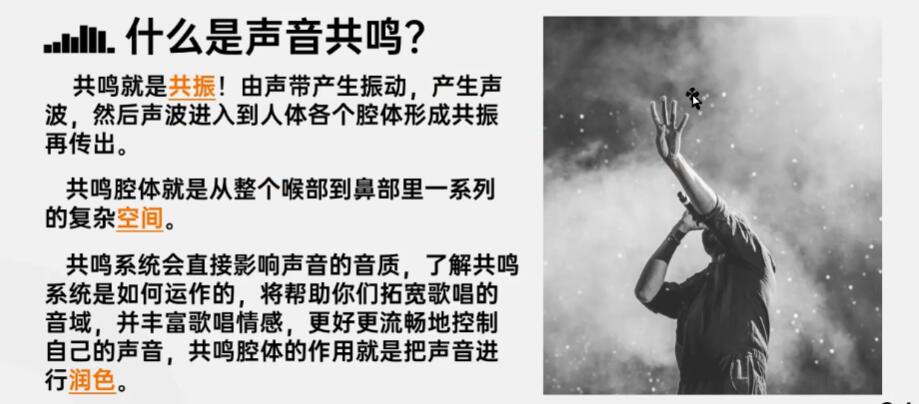 什么是声音共鸣？
共鸣就是共振！由声带产生振动，产生声
波，然后声波进入到人体各个腔体形成共振
再传出。
共鸣腔体就是从整个喉部到鼻部里一系列
的复杂空间。
共鸣系统会直接影响声音的音质，了解共鸣
系统是如何运作的，将帮助你们拓宽歌唱的
音域，并丰富歌唱情感，更好更流畅地控制
自己的声音，共鸣腔体的作用就是把声音进
行润色。